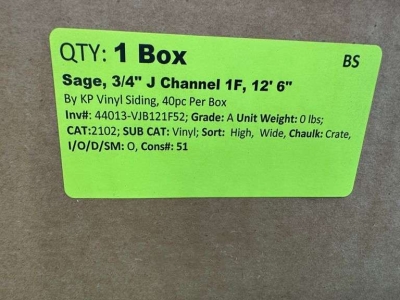 QTY: 1 Box BS
Sage, 3/4" J Channel 1F, 12' 6"
By KP Vinyl Siding, 40pc Per Box
Inv#: 44013-VJB121F52; Grade: A Unit Weight: 0 lbs;
CAT:2102; SUB CAT: Vinyl; Sort: High, Wide, Chaulk: Crate,
I/O/D/SM: O, Cons#: 51